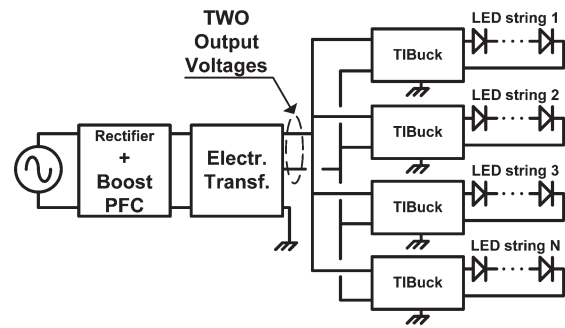 TWO
Output
Voltages
Rectifier
+
Boost
PFC
Electr.
Transf.
LED string 1
TIBuck
LED string 2
TIBuck
LED string 3
TIBuck
LED string N
TIBuck